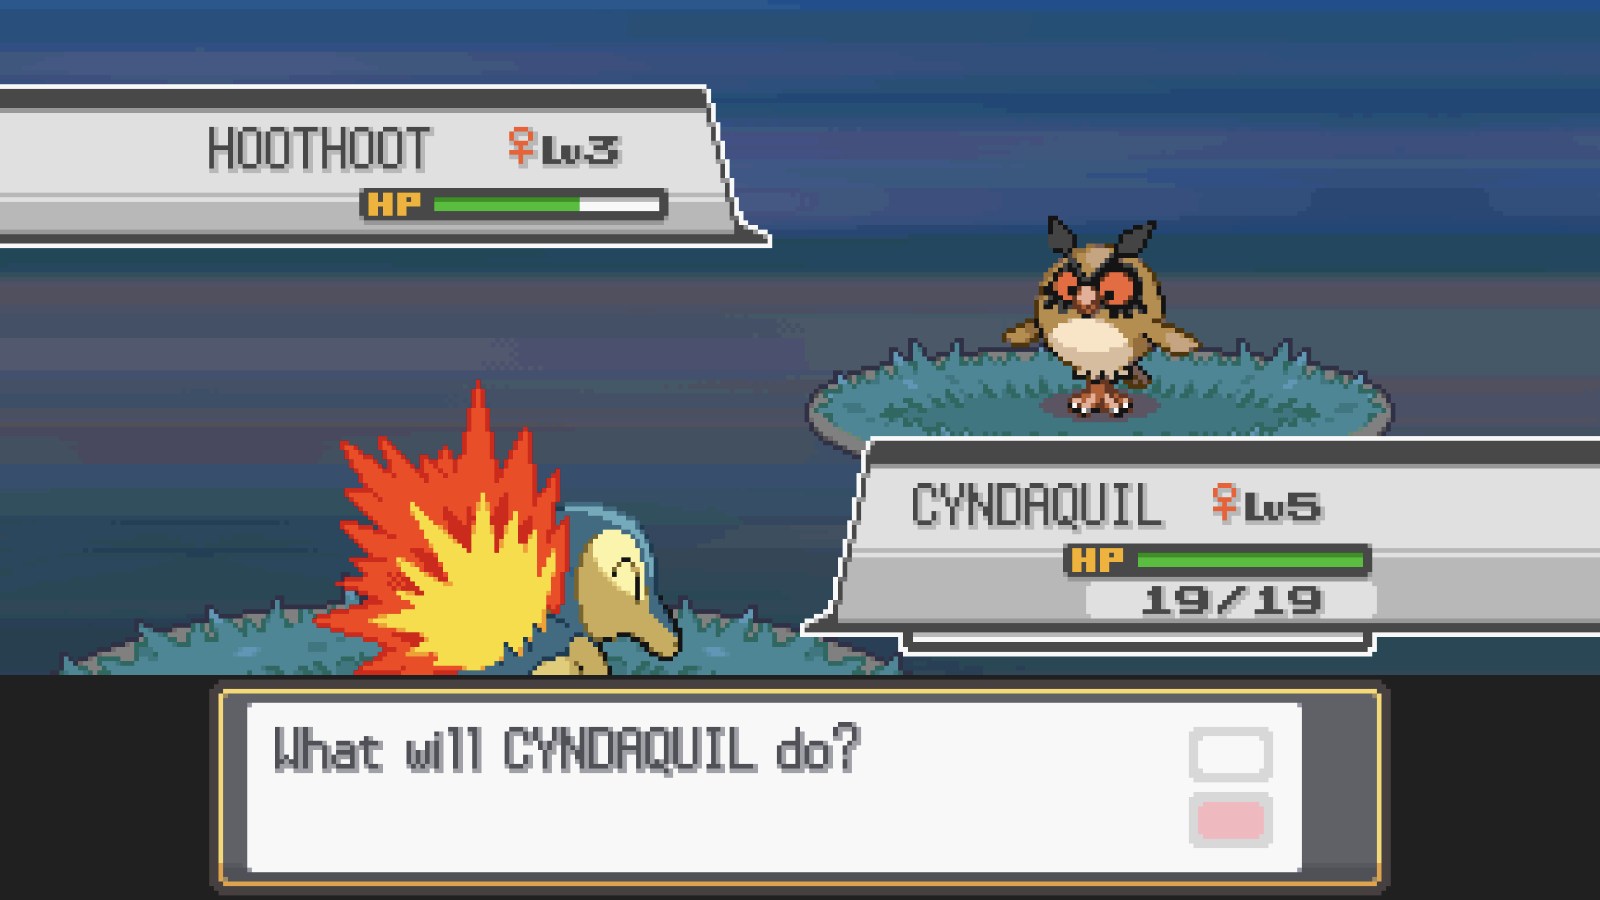 HOOTHOOT ♀Lv3
HP
CYNDAQUIL ♀Lv5
HP
19/19
What will CYNDAQUIL do?